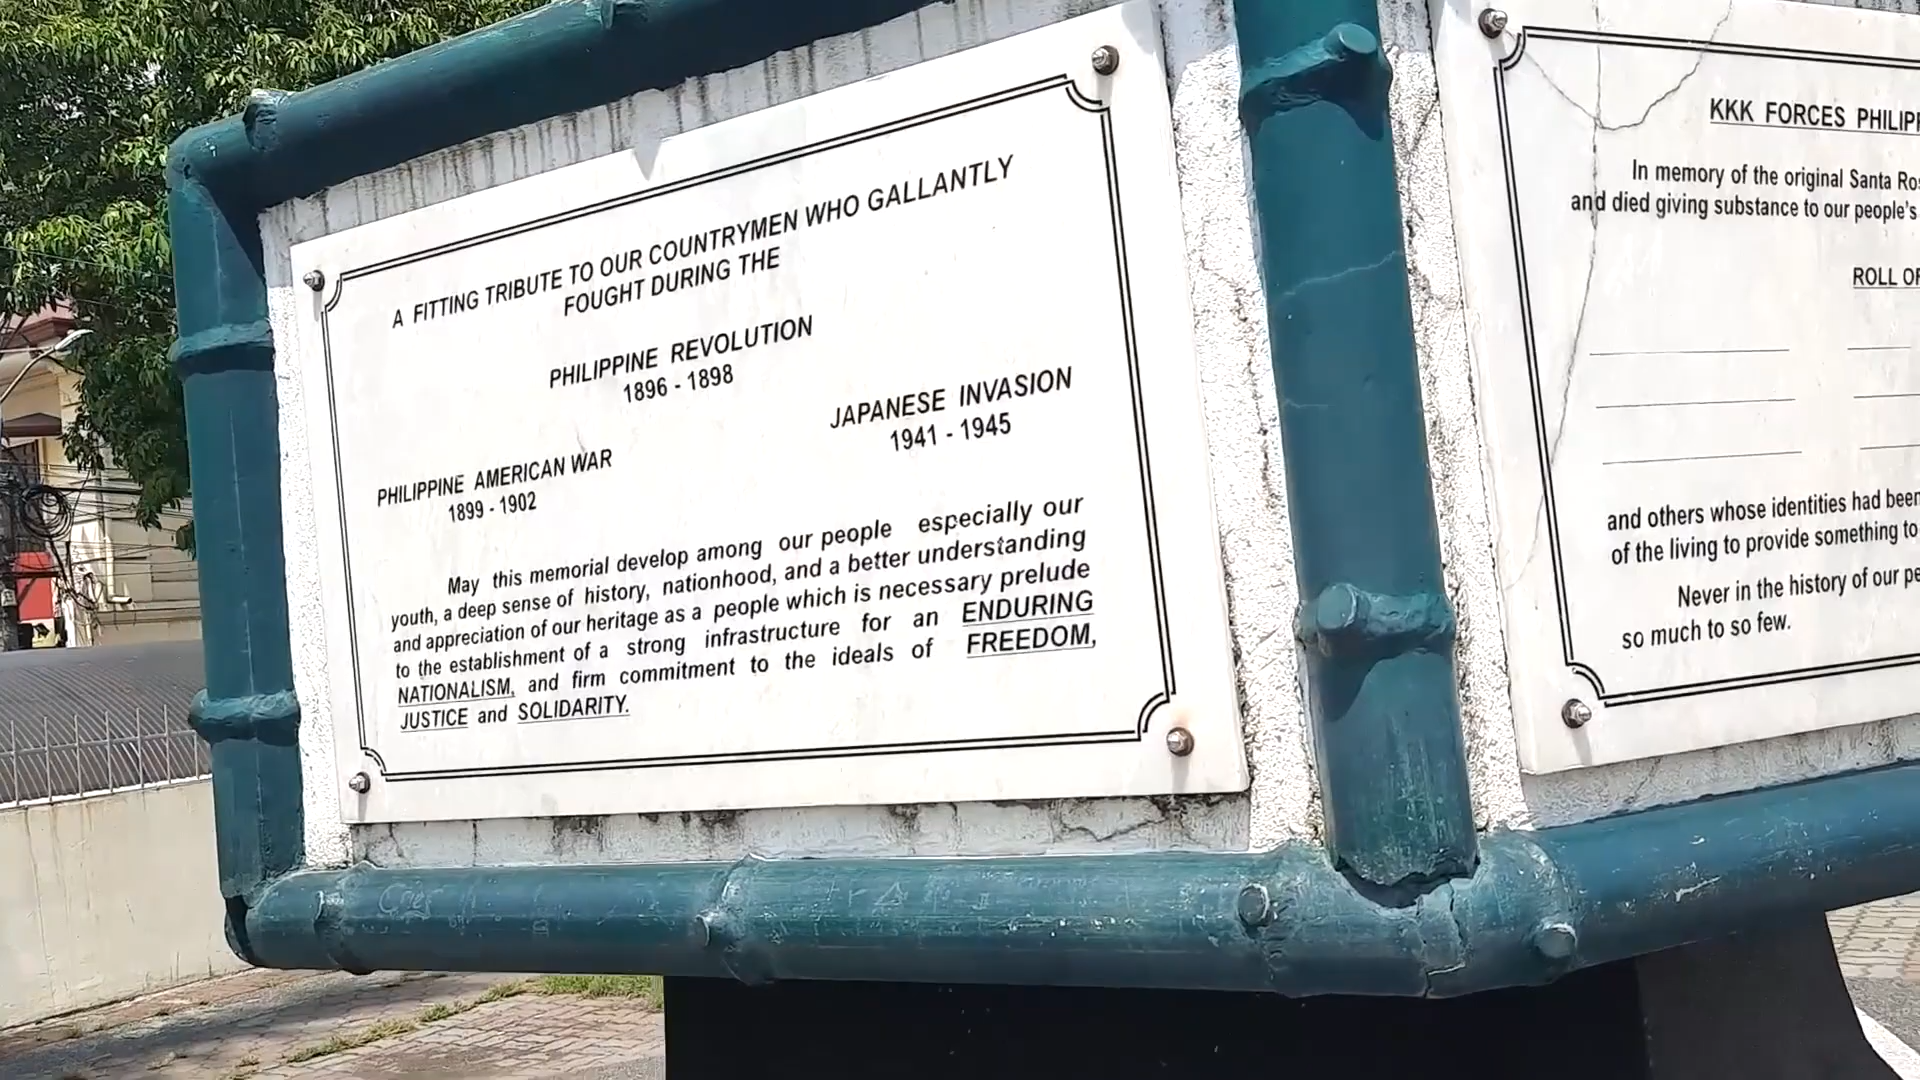 A FITTING TRIBUTE TO OUR COUNTRYMEN WHO GALLANTLY
FOUGHT DURING THE
PHILIPPINE REVOLUTION
1896 - 1898
JAPANESE INVASION
1941 - 1945
PHILIPPINE AMERICAN WAR
1899 - 1902
May this memorial develop among our people especially our
youth, a deep sense of history, nationhood, and a better understanding
and appreciation of our heritage as a people which is necessary prelude
to the establishment of a strong infrastructure for an ENDURING
NATIONALISM, and firm commitment to the ideals of FREEDOM,
JUSTICE and SOLIDARITY.
KKK FORCES
In memory of the original Santa
and died giving substance to our people's
ROLL
and others whose identities had been
of the living to provide something to
Never in the history of our
so much to so few.